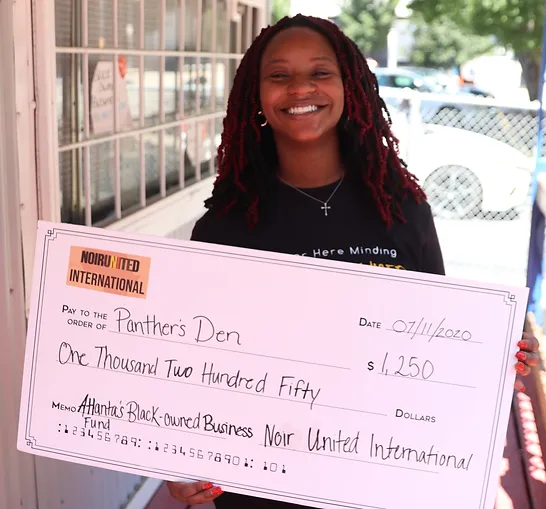 Here Minding
NOIRUNITED
INTERNATIONAL
PAY TO THE
ORDER OF Panther's Den
DATE 07/11/2020
One Thousand Two Hundred Fifty
$ 1,250
DOLLARS
MEMO Atlanta's Black-owned Business
Fund
Noir United International
:123456789: :12345678901: 101